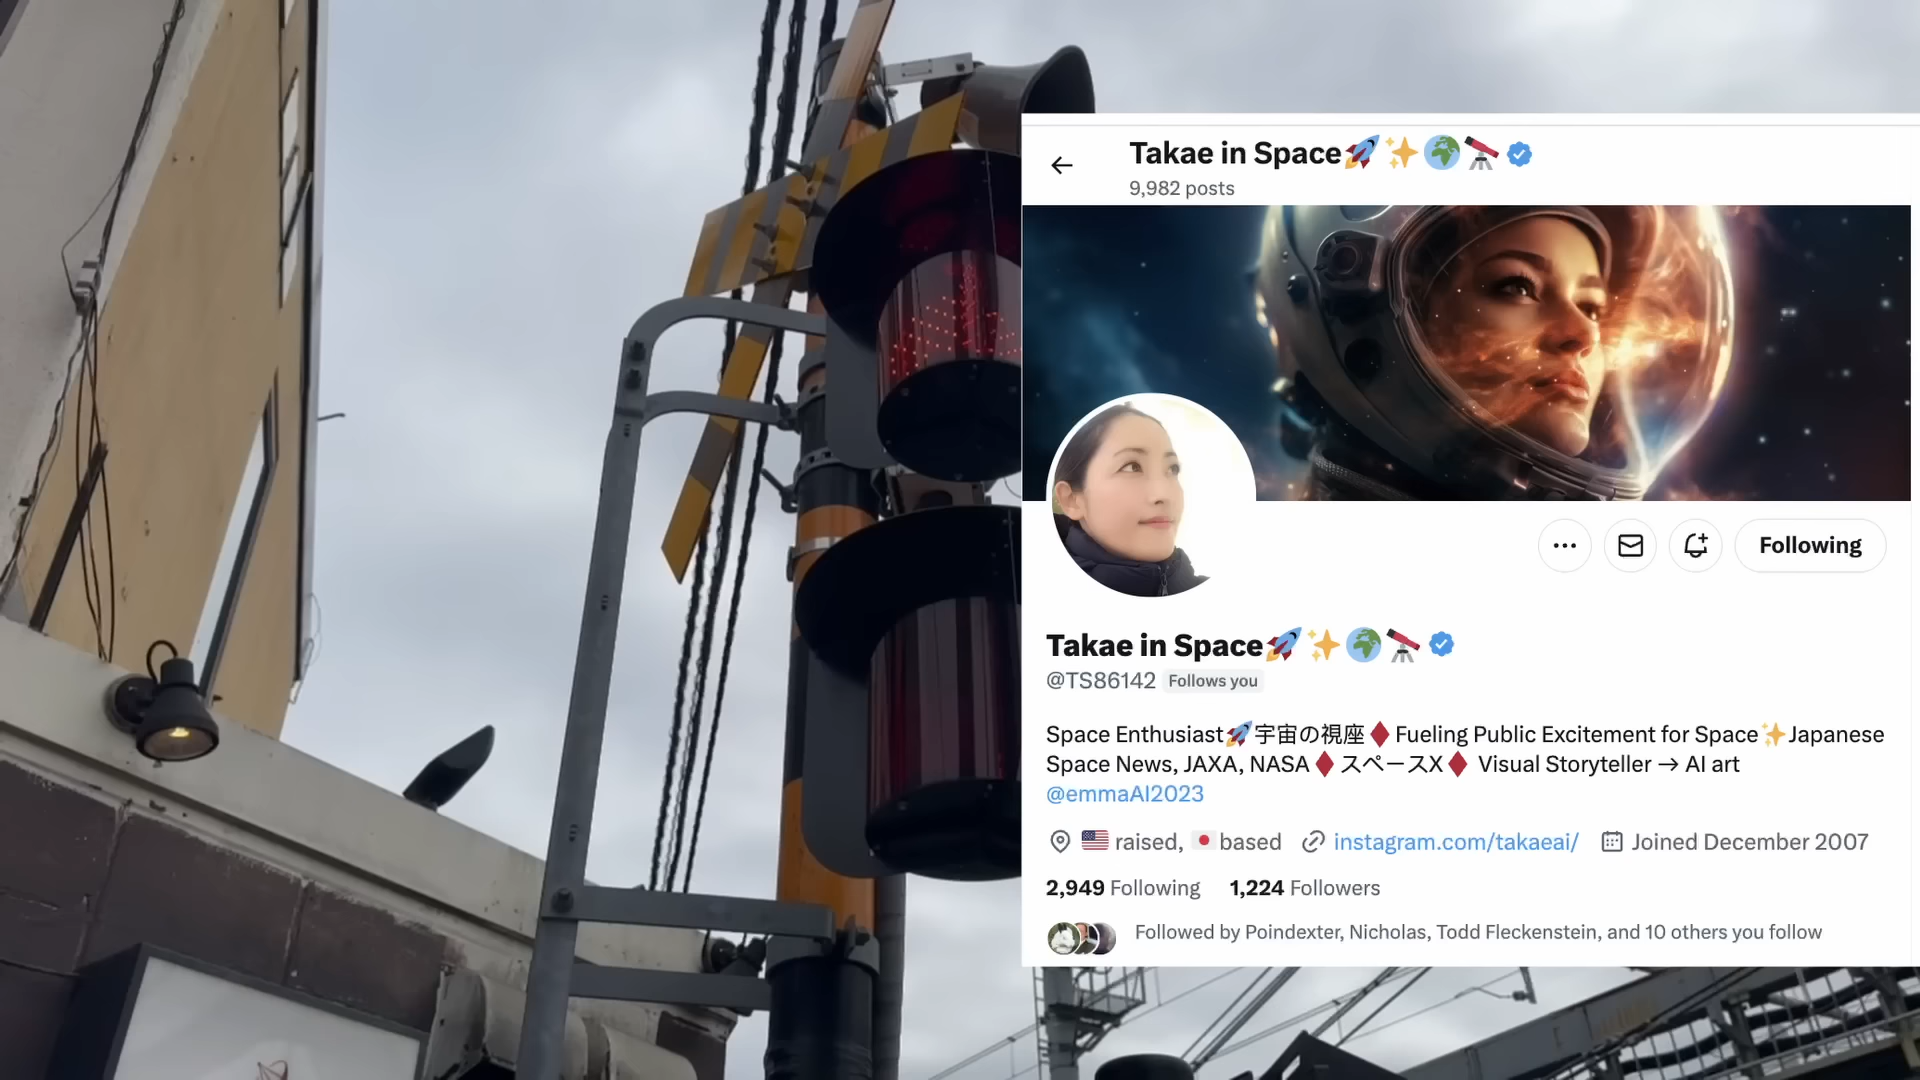 Takae in Space🚀✨🌍🔭
9,982 posts
Following
Takae in Space🚀✨🌍🔭
@TS86142 Follows you
Space Enthusiast🚀宇宙の視座♦️Fueling Public Excitement for Space✨Japanese
Space News, JAXA, NASA♦️スペースX♦️ Visual Storyteller → AI art
@emmaAI2023
🇺🇸 raised, 🇯🇵 based instagram.com/takaeai/ Joined December 2007
2,949 Following 1,224 Followers
Followed by Poindexter, Nicholas, Todd Fleckenstein, and 10 others you follow